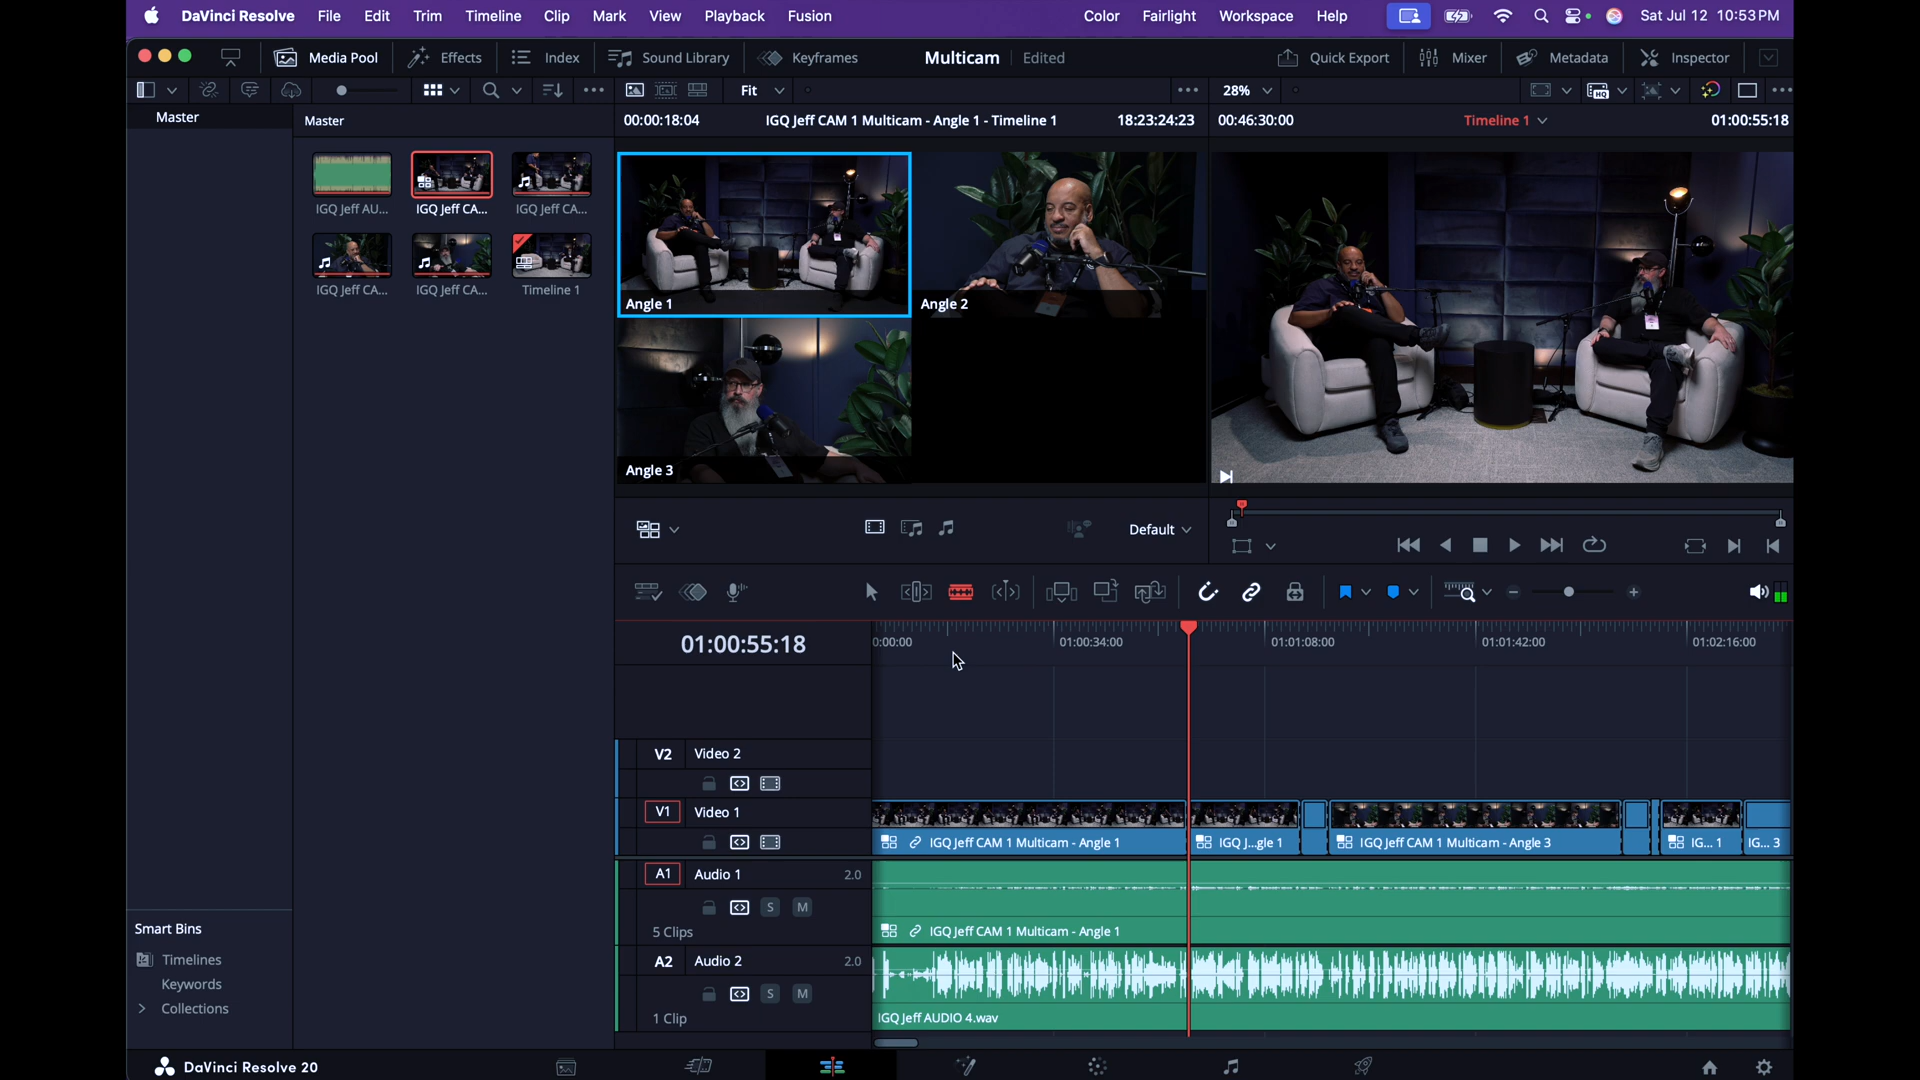 DaVinci Resolve File Edit Trim Timeline Clip Mark View Playback Fusion Color Fairlight Workspace Help Sat Jul 12 10:53 PM
Media Pool Effects Index Sound Library Keyframes Multicam Edited Quick Export Mixer Metadata Inspector
Fit 28%
Master Master 00:00:18:04 IGQ Jeff CAM 1 Multicam - Angle 1 - Timeline 1 18:23:24:23 00:46:30:00 Timeline 1 01:00:55:18
IGQ Jeff AU... IGQ Jeff CA... IGQ Jeff CA...
IGQ Jeff CA... IGQ Jeff CA... Timeline 1
Angle 1 Angle 2
Angle 3
Default
01:00:55:18 0:00:00 01:00:34:00 01:01:08:00 01:01:42:00 01:02:16:00
V2 Video 2
V1 Video 1
IGQ Jeff CAM 1 Multicam - Angle 1 IGQ J...gle 1 IGQ Jeff CAM 1 Multicam - Angle 3 IG... 1 IG... 3
A1 Audio 1 2.0
S M
5 Clips IGQ Jeff CAM 1 Multicam - Angle 1
A2 Audio 2 2.0
S M
1 Clip IGQ Jeff AUDIO 4.wav
Smart Bins
Timelines
Keywords
Collections
DaVinci Resolve 20